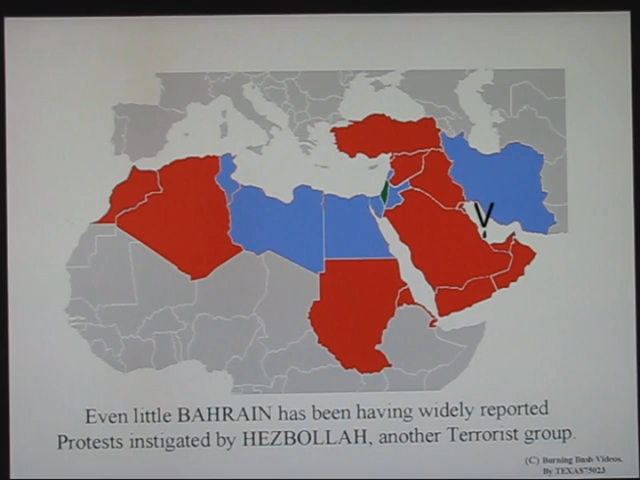 V
Even little BAHRAIN has been having widely reported
Protests instigated by HEZBOLLAH, another Terrorist group.
(C) Burning Bush Videos.
By TEXAS75023